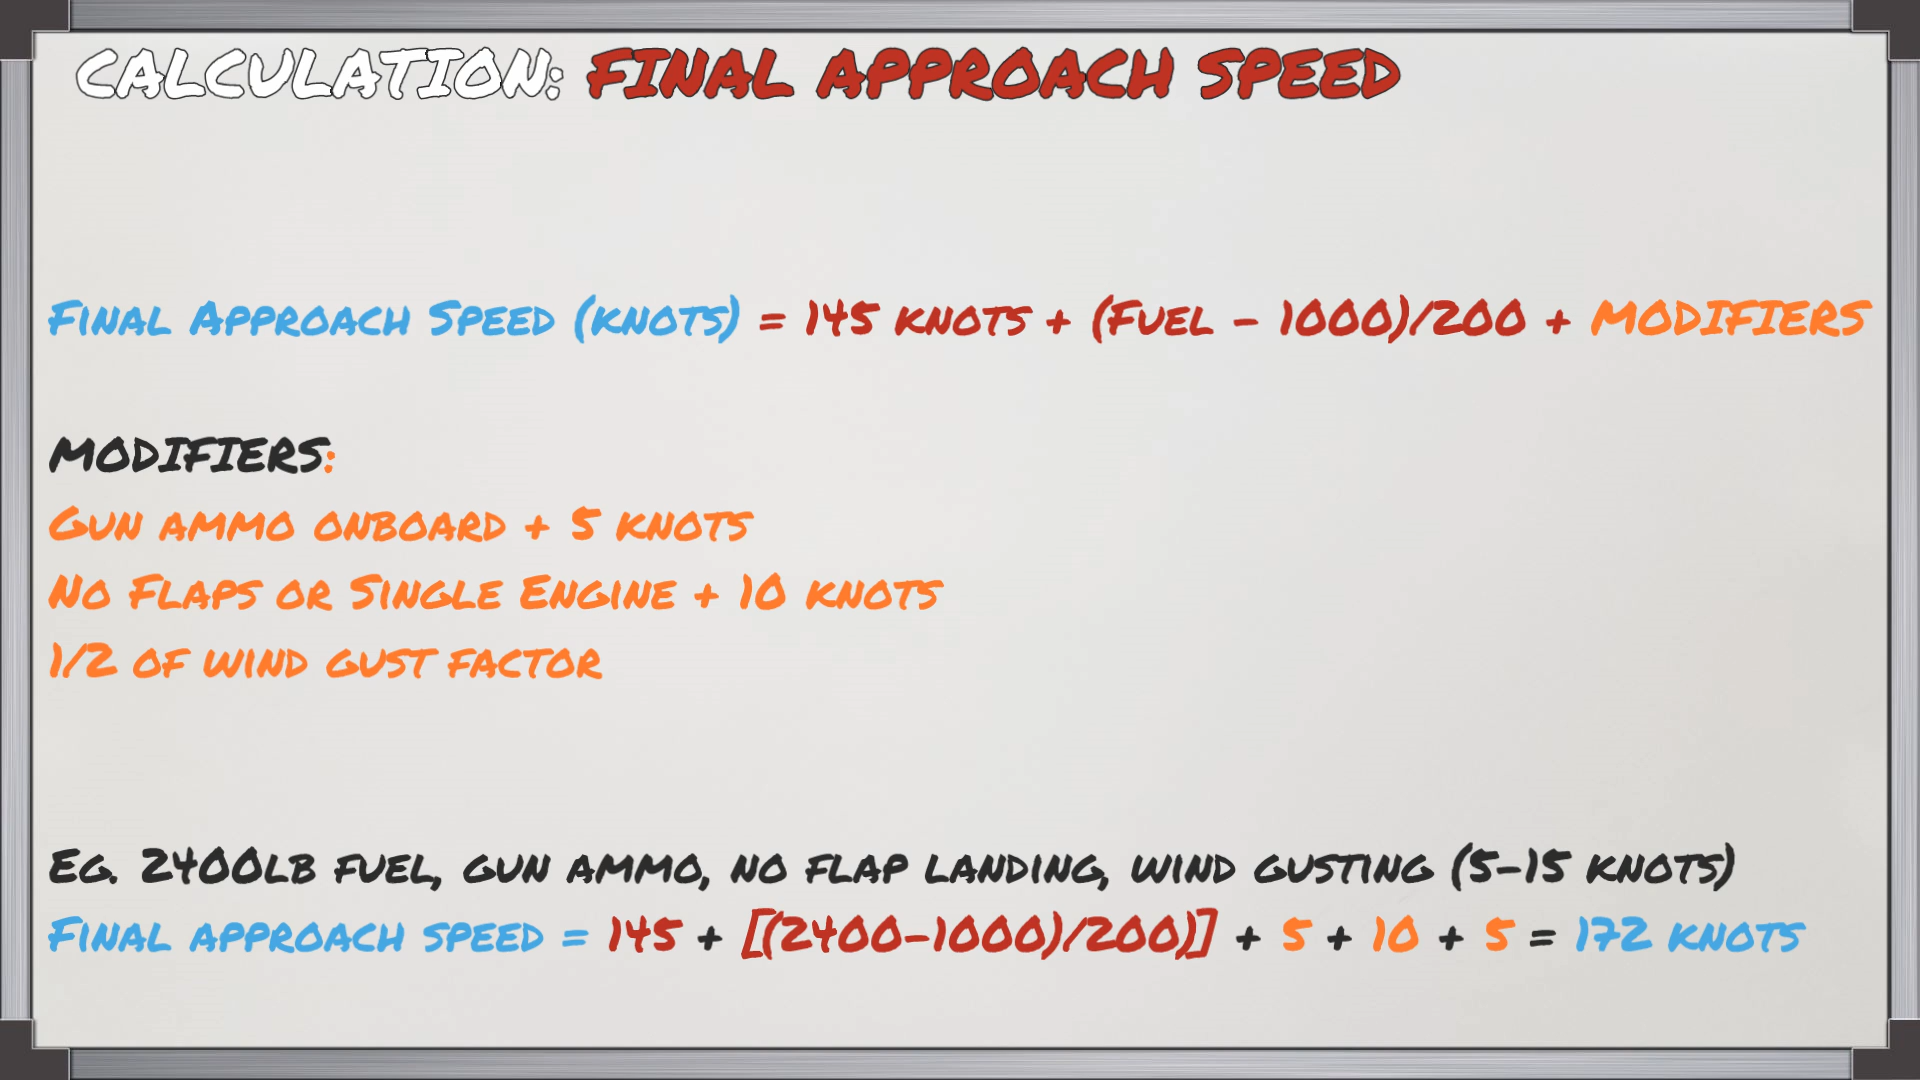 CALCULATION: FINAL APPROACH SPEED
FINAL APPROACH SPEED (KNOTS) = 145 KNOTS + (FUEL - 1000)/200 + MODIFIERS
MODIFIERS:
GUN AMMO ONBOARD + 5 KNOTS
NO FLAPS OR SINGLE ENGINE + 10 KNOTS
1/2 OF WIND GUST FACTOR
EG. 2400LB FUEL, GUN AMMO, NO FLAP LANDING, WIND GUSTING (5-15 KNOTS)
FINAL APPROACH SPEED = 145 + [(2400-1000)/200)] + 5 + 10 + 5 = 172 KNOTS